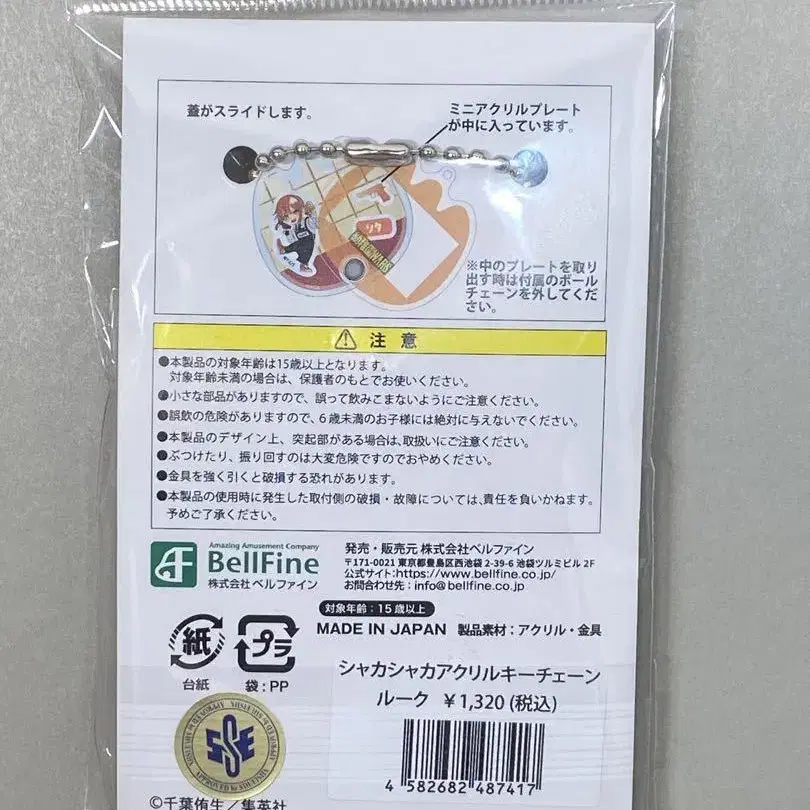 蓋がスライドします。
ミニアクリルプレート
が中に入っています。
リタ
※中のプレートを取り
出す時は付属のボール
チェーンを外してくだ
さい。
注意
●本製品の対象年齢は15歳以上となります。
対象年齢未満の場合は、保護者のもとでお使いください。
●小さな部品がありますので、誤って飲みこまないようにご注意ください。
●誤飲の危険がありますので、6歳未満のお子様には絶対に与えないでください。
●本製品のデザイン上、突起部がある場合は、取扱いにご注意ください。
●ぶつけたり、振り回すのは大変危険ですのでおやめください。
●金具を強く引くと破損する恐れがあります。
●本製品の使用時に発生した取付側の破損・故障については、責任を負いかねます。
予めご了承ください。
Amazing Amusement Company
BellFine
株式会社ベルファイン
発売・販売元 株式会社ベルファイン
〒171-0021 東京都豊島区西池袋 2-39-6 池袋ツルミビル 2F
公式サイト:https://www.bellfine.co.jp/
お問合わせ先:info@bellfine.co.jp
対象年齢:15歳以上
MADE IN JAPAN 製品素材:アクリル・金具
紙
台紙
プラ
袋:PP
シャカシャカアクリルキーチェーン
ルーク ¥1,320(税込)
4 582682 487417
SSE
APPROVED by SHUEISHA
©千葉侑生/集英社